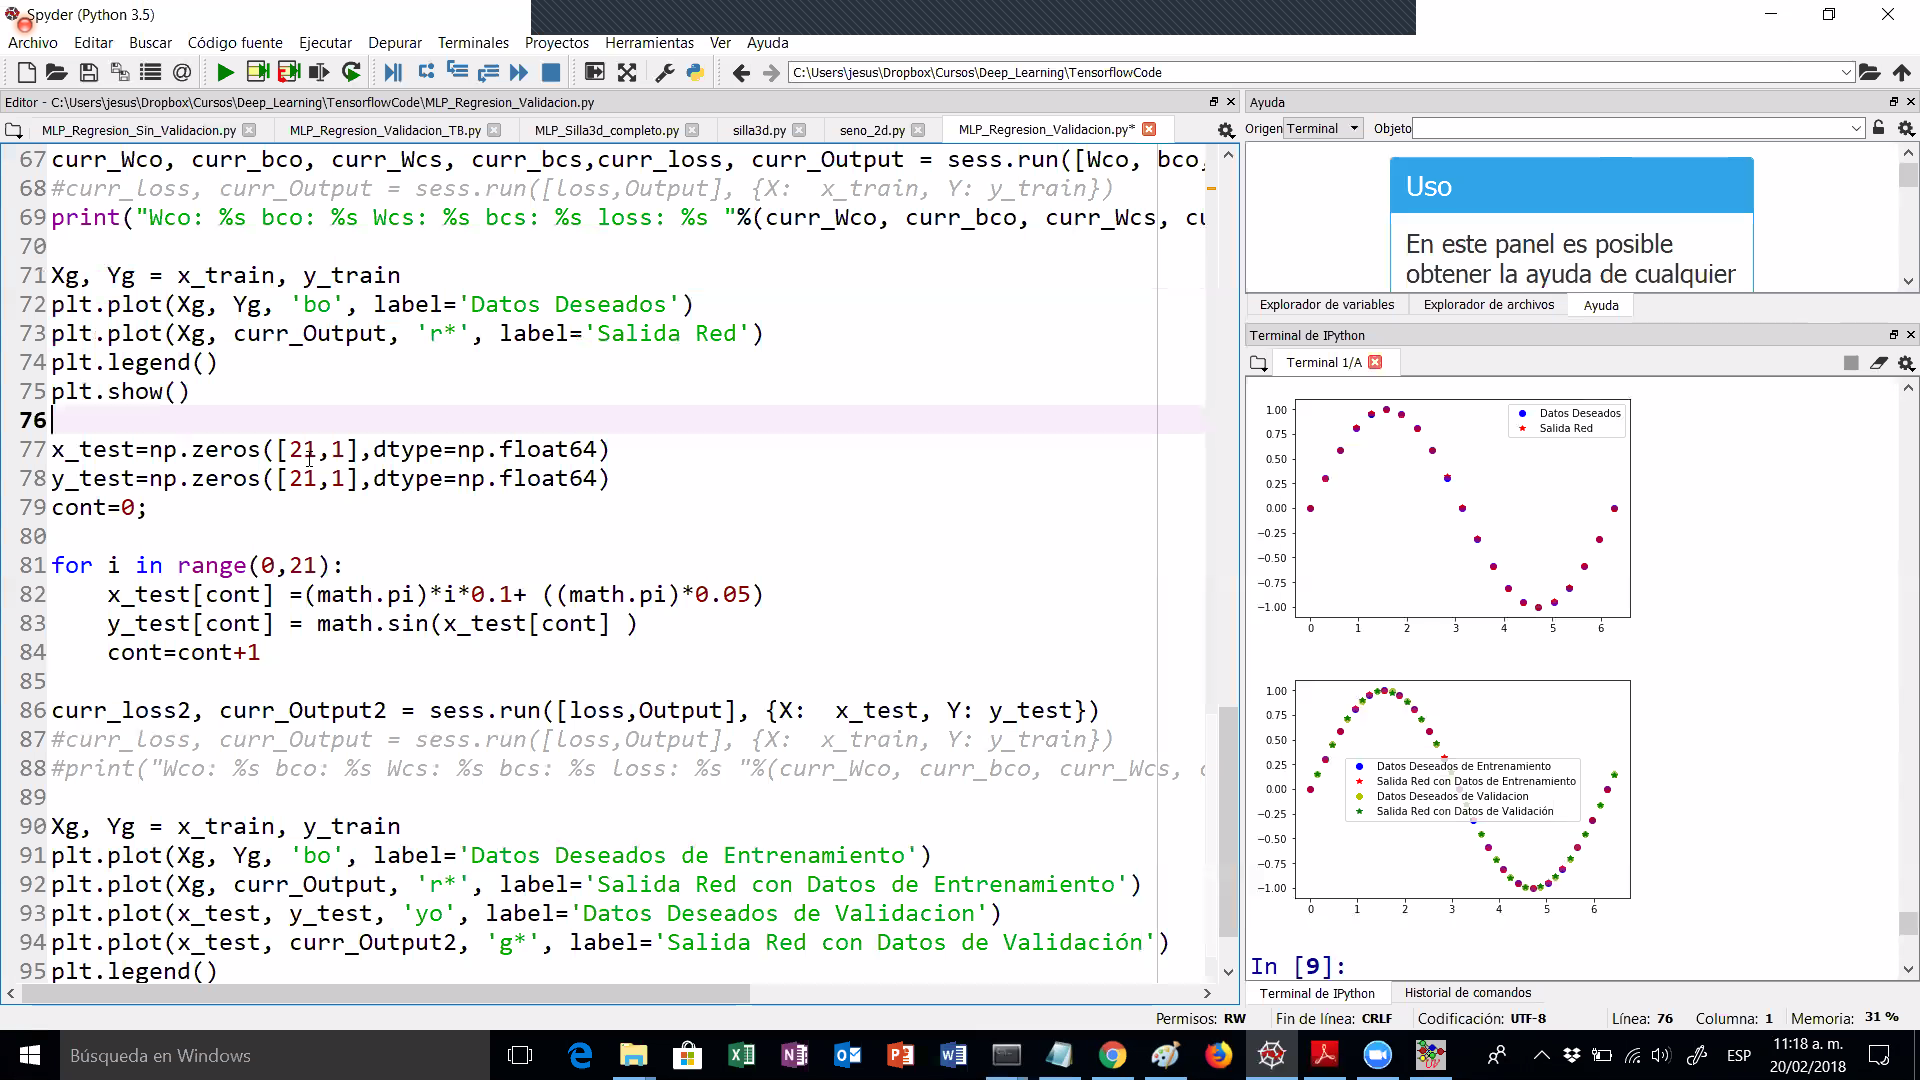 Spyder (Python 3.5)
Archivo Editar Buscar Código fuente Ejecutar Depurar Terminales Proyectos Herramientas Ver Ayuda
C:\Users\jesus\Dropbox\Cursos\Deep_Learning\TensorflowCode
Editor - C:\Users\jesus\Dropbox\Cursos\Deep_Learning\TensorflowCode\MLP_Regresion_Validacion.py
MLP_Regresion_Sin_Validacion.py MLP_Regresion_Validacion_TB.py MLP_Silla3d_completo.py silla3d.py seno_2d.py MLP_Regresion_Validacion.py*
67 curr_Wco, curr_bco, curr_Wcs, curr_bcs,curr_loss, curr_Output = sess.run([Wco, bco,
68 #curr_loss, curr_Output = sess.run([loss,Output], {X:  x_train, Y: y_train})
69 print("Wco: %s bco: %s Wcs: %s bcs: %s loss: %s "%(curr_Wco, curr_bco, curr_Wcs, cu
70
71 Xg, Yg = x_train, y_train
72 plt.plot(Xg, Yg, 'bo', label='Datos Deseados')
73 plt.plot(Xg, curr_Output, 'r*', label='Salida Red')
74 plt.legend()
75 plt.show()
76
77 x_test=np.zeros([21,1],dtype=np.float64)
78 y_test=np.zeros([21,1],dtype=np.float64)
79 cont=0;
80
81 for i in range(0,21):
82     x_test[cont] =(math.pi)*i*0.1+ ((math.pi)*0.05)
83     y_test[cont] = math.sin(x_test[cont] )
84     cont=cont+1
85
86 curr_loss2, curr_Output2 = sess.run([loss,Output], {X:  x_test, Y: y_test})
87 #curr_loss, curr_Output = sess.run([loss,Output], {X:  x_train, Y: y_train})
88 #print("Wco: %s bco: %s Wcs: %s bcs: %s loss: %s "%(curr_Wco, curr_bco, curr_Wcs, c
89
90 Xg, Yg = x_train, y_train
91 plt.plot(Xg, Yg, 'bo', label='Datos Deseados de Entrenamiento')
92 plt.plot(Xg, curr_Output, 'r*', label='Salida Red con Datos de Entrenamiento')
93 plt.plot(x_test, y_test, 'yo', label='Datos Deseados de Validacion')
94 plt.plot(x_test, curr_Output2, 'g*', label='Salida Red con Datos de Validación')
95 plt.legend()
Ayuda
Origen Terminal Objeto
Uso
En este panel es posible
obtener la ayuda de cualquier
Explorador de variables Explorador de archivos Ayuda
Terminal de IPython
Terminal 1/A
1.00
0.75
0.50
0.25
0.00
−0.25
−0.50
−0.75
−1.00
0 1 2 3 4 5 6
Datos Deseados
Salida Red
1.00
0.75
0.50
0.25
0.00
−0.25
−0.50
−0.75
−1.00
0 1 2 3 4 5 6
Datos Deseados de Entrenamiento
Salida Red con Datos de Entrenamiento
Datos Deseados de Validacion
Salida Red con Datos de Validación
In [9]:
Terminal de IPython Historial de comandos
Permisos: RW Fin de línea: CRLF Codificación: UTF-8 Línea: 76 Columna: 1 Memoria: 31 %
Búsqueda en Windows
ESP
11:18 a. m.
20/02/2018